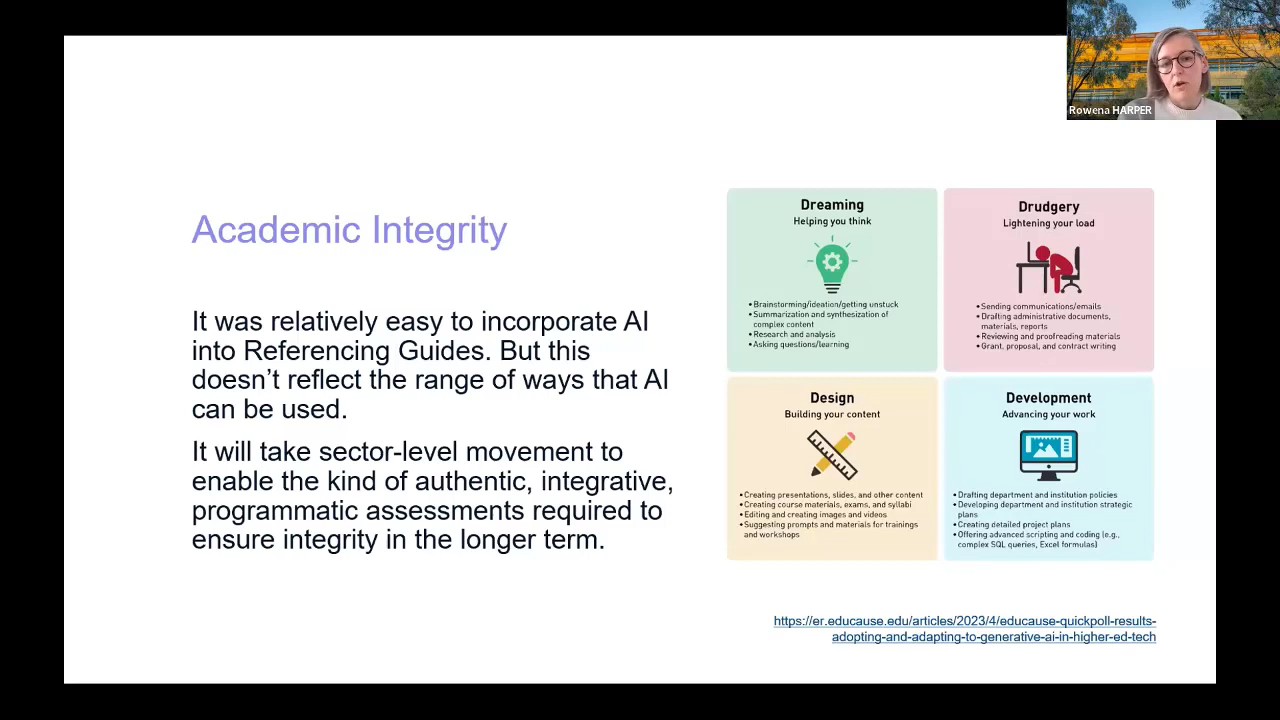 Rowena HARPER
Academic Integrity
It was relatively easy to incorporate AI
into Referencing Guides. But this
doesn’t reflect the range of ways that AI
can be used.
It will take sector-level movement to
enable the kind of authentic, integrative,
programmatic assessments required to
ensure integrity in the longer term.
Dreaming
Helping you think
• Brainstorming/ideation/getting unstuck
• Summarization and synthesization of
complex content
• Research and analysis
• Asking questions/learning
Drudgery
Lightening your load
• Sending communications/emails
• Drafting administrative documents,
materials, reports
• Reviewing and proofreading materials
• Grant, proposal, and contract writing
Design
Building your content
• Creating presentations, slides, and other content
• Creating course materials, exams, and syllabi
• Editing and creating images and videos
• Suggesting prompts and materials for trainings
and workshops
Development
Advancing your work
• Drafting department and institution policies
• Developing department and institution strategic
plans
• Creating detailed project plans
• Offering advanced scripting and coding (e.g.,
complex SQL queries, Excel formulas)
https://er.educause.edu/articles/2023/4/educause-quickpoll-results-
adopting-and-adapting-to-generative-ai-in-higher-ed-tech